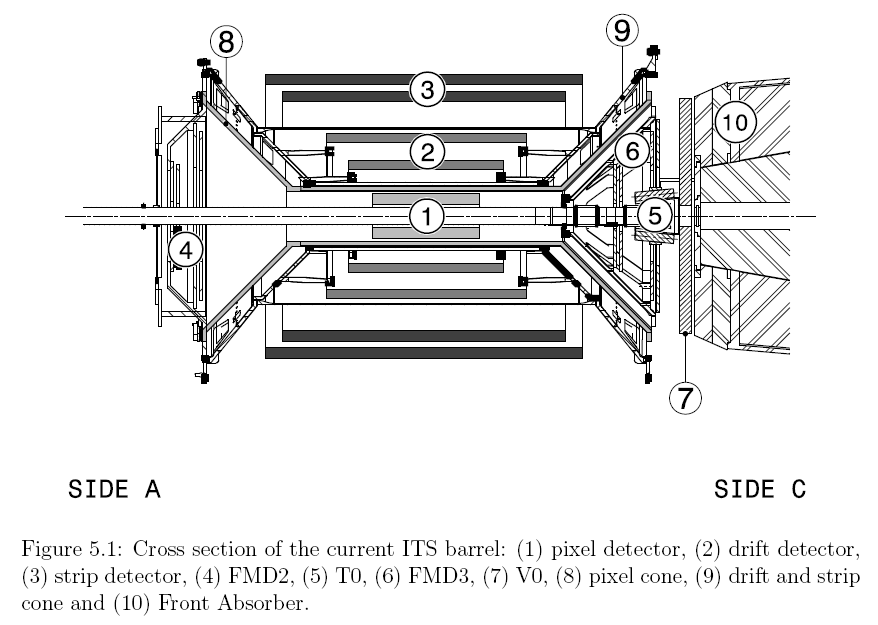 8
9
3
10
2
6
1
5
4
7
SIDE A
SIDE C
Figure 5.1: Cross section of the current ITS barrel: (1) pixel detector, (2) drift detector,
(3) strip detector, (4) FMD2, (5) T0, (6) FMD3, (7) V0, (8) pixel cone, (9) drift and strip
cone and (10) Front Absorber.